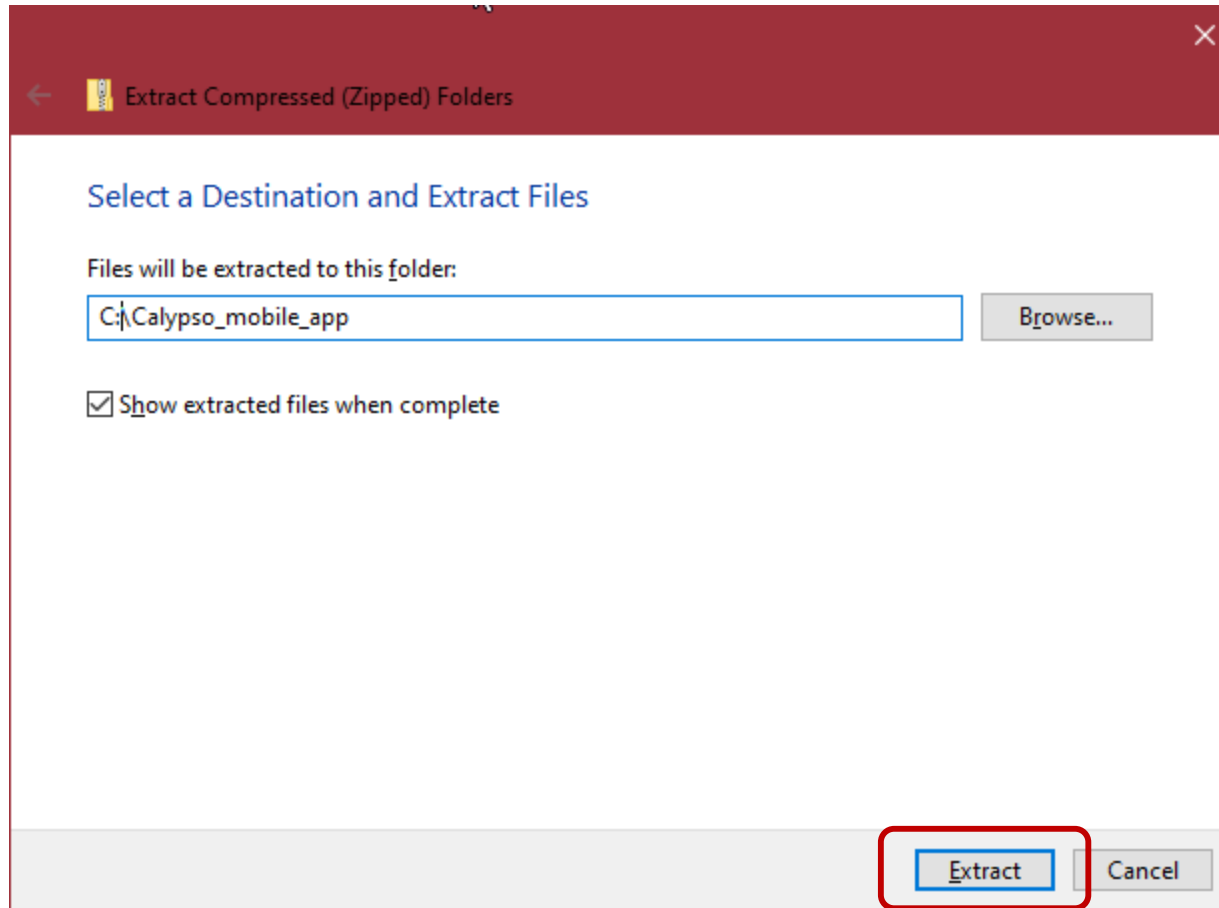 Extract Compressed (Zipped) Folders
Select a Destination and Extract Files
Files will be extracted to this folder:
C:\Calypso_mobile_app
Browse...
Show extracted files when complete
Extract
Cancel